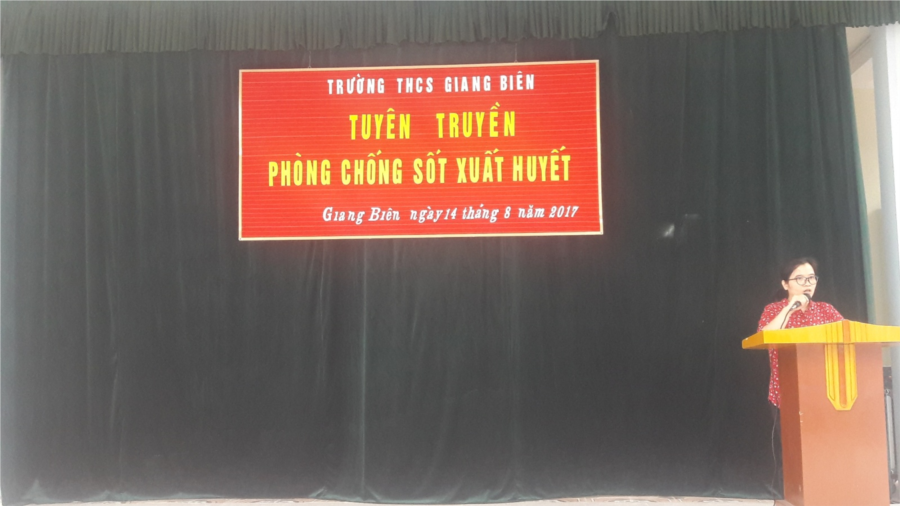 TRƯỜNG THCS GIANG BIÊN
TUYÊN TRUYỀN
PHÒNG CHỐNG SỐT XUẤT HUYẾT
Giang Biên ngày 14 tháng 8 năm 2017